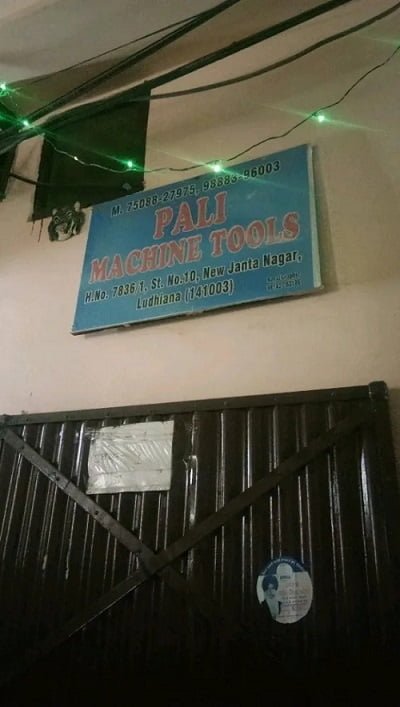 M. 75088-27975, 98883-96003
PALI
MACHINE TOOLS
H.No. 7836/1, St. No.10, New Janta Nagar,
Ludhiana (141003)